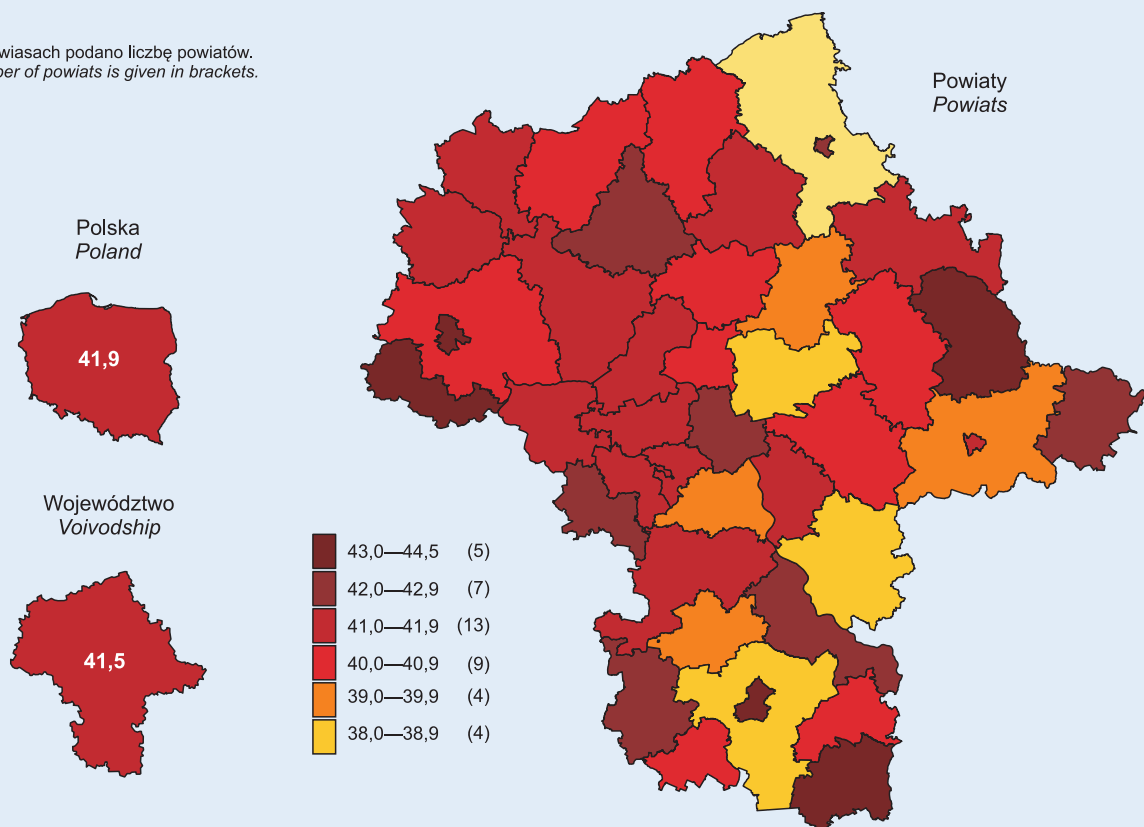 wiasach podano liczbę powiatów.
per of powiats is given in brackets.
Powiaty
Powiats
Polska
Poland
41,9
Województwo
Voivodship
41,5
43,0—44,5 (5)
42,0—42,9 (7)
41,0—41,9 (13)
40,0—40,9 (9)
39,0—39,9 (4)
38,0—38,9 (4)